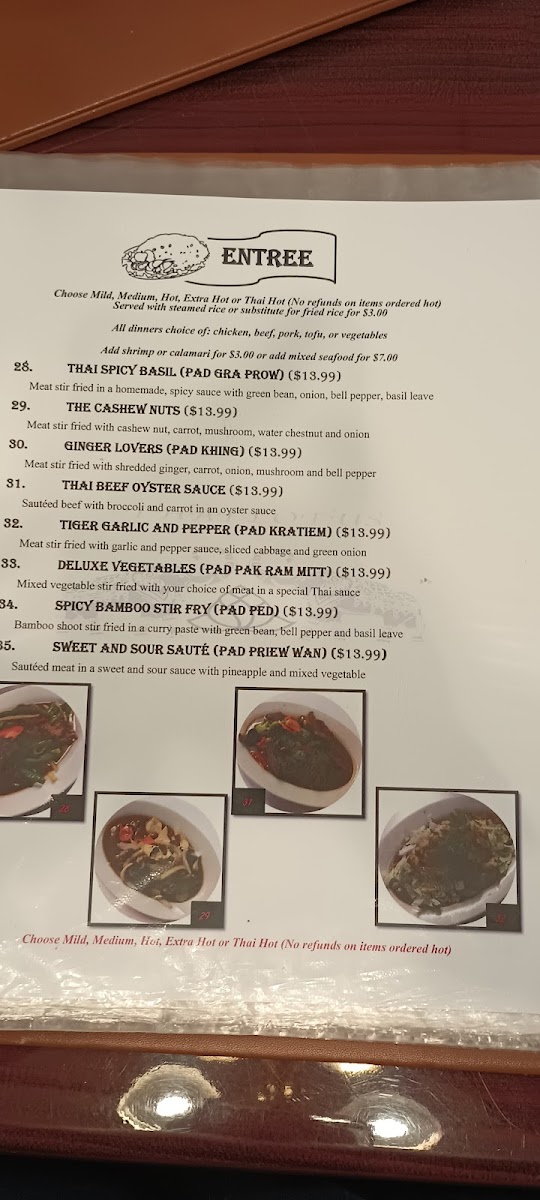 ENTREE
Choose Mild, Medium, Hot, Extra Hot or Thai Hot (No refunds on items ordered hot)
Served with steamed rice or substitute for fried rice for $3.00
All dinners choice of: chicken, beef, pork, tofu, or vegetables
Add shrimp or calamari for $3.00 or add mixed seafood for $7.00
28. THAI SPICY BASIL (PAD GRA PROW) ($13.99)
Meat stir fried in a homemade, spicy sauce with green bean, onion, bell pepper, basil leave
29. THE CASHEW NUTS ($13.99)
Meat stir fried with cashew nut, carrot, mushroom, water chestnut and onion
30. GINGER LOVERS (PAD KHING) ($13.99)
Meat stir fried with shredded ginger, carrot, onion, mushroom and bell pepper
31. THAI BEEF OYSTER SAUCE ($13.99)
Sautéed beef with broccoli and carrot in an oyster sauce
32. TIGER GARLIC AND PEPPER (PAD KRATIEM) ($13.99)
Meat stir fried with garlic and pepper sauce, sliced cabbage and green onion
33. DELUXE VEGETABLES (PAD PAK RAM MITT) ($13.99)
Mixed vegetable stir fried with your choice of meat in a special Thai sauce
34. SPICY BAMBOO STIR FRY (PAD PED) ($13.99)
Bamboo shoot stir fried in a curry paste with green bean, bell pepper and basil leave
35. SWEET AND SOUR SAUTÉ (PAD PRIEW WAN) ($13.99)
Sautéed meat in a sweet and sour sauce with pineapple and mixed vegetable
28
31
29
32
Choose Mild, Medium, Hot, Extra Hot or Thai Hot (No refunds on items ordered hot)